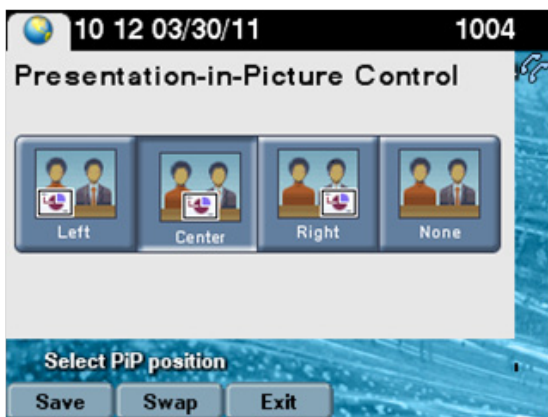 10 12 03/30/11 1004
Presentation-in-Picture Control
Left Center Right None
Select PiP position
Save Swap Exit